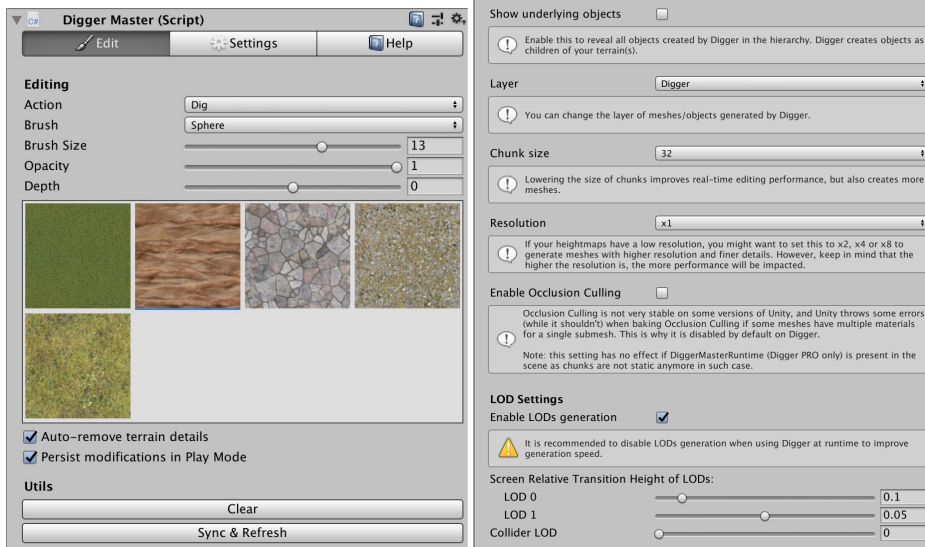 C# Digger Master (Script)
Edit Settings Help
Editing
Action Dig
Brush Sphere
Brush Size 13
Opacity 1
Depth 0
Auto-remove terrain details
Persist modifications in Play Mode
Utils
Clear
Sync & Refresh
Show underlying objects
Enable this to reveal all objects created by Digger in the hierarchy. Digger creates objects as
children of your terrain(s).
Layer Digger
You can change the layer of meshes/objects generated by Digger.
Chunk size 32
Lowering the size of chunks improves real-time editing performance, but also creates more
meshes.
Resolution x1
If your heightmaps have a low resolution, you might want to set this to x2, x4 or x8 to
generate meshes with higher resolution and finer details. However, keep in mind that the
higher the resolution is, the more performance will be impacted.
Enable Occlusion Culling
Occlusion Culling is not very stable on some versions of Unity, and Unity throws some errors
(while it shouldn't) when baking Occlusion Culling if some meshes have multiple materials
for a single submesh. This is why it is disabled by default on Digger.
Note: this setting has no effect if DiggerMasterRuntime (Digger PRO only) is present in the
scene as chunks are not static anymore in such case.
LOD Settings
Enable LODs generation
It is recommended to disable LODs generation when using Digger at runtime to improve
generation speed.
Screen Relative Transition Height of LODs:
LOD 0 0.1
LOD 1 0.05
Collider LOD 0